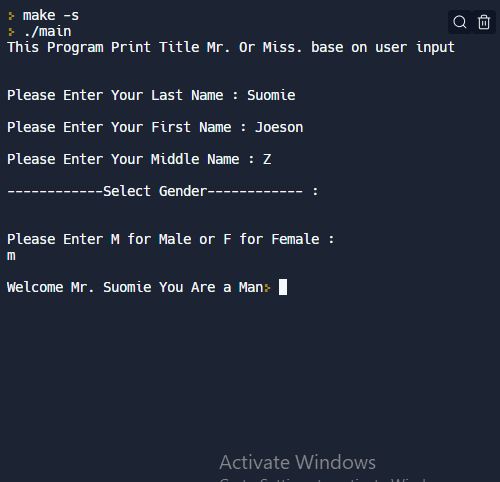 make -s
./main
This Program Print Title Mr. Or Miss. base on user input
Please Enter Your Last Name : Suomie
Please Enter Your First Name : Joeson
Please Enter Your Middle Name : Z
------------Select Gender------------ :
Please Enter M for Male or F for Female :
m
Welcome Mr. Suomie You Are a Man
Activate Windows